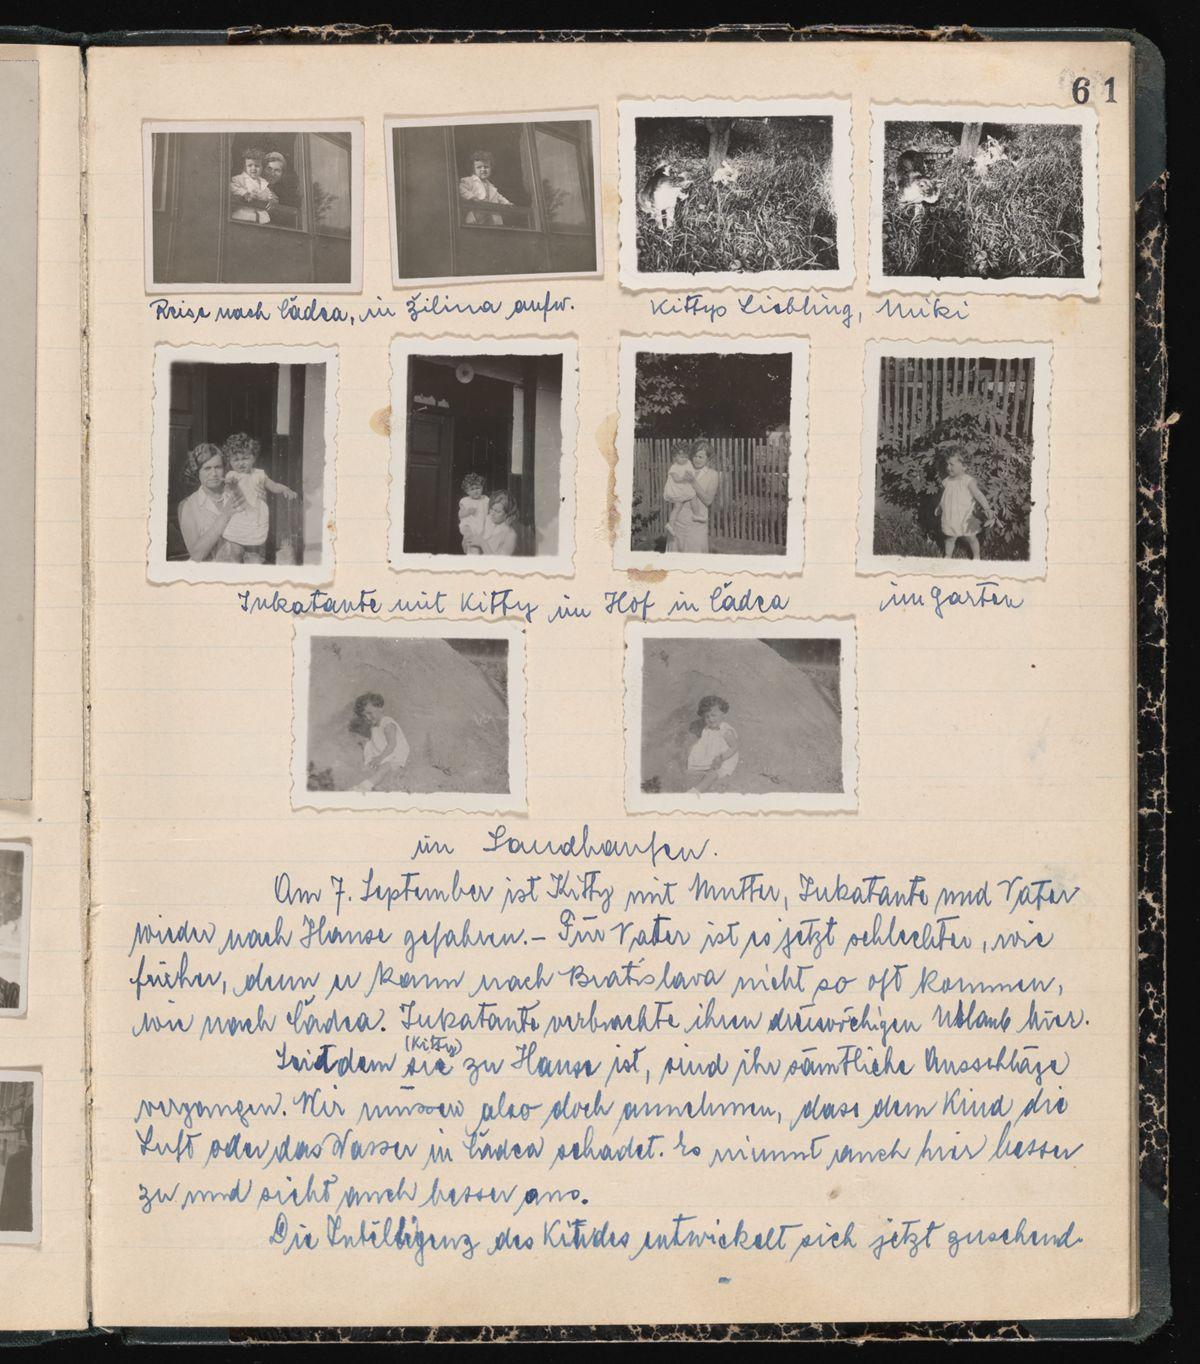 61
Reise nach Čadca, in Žilina aufw.
Kittys Liebling, Miki
Inkatante mit Kitty im Hof in Čadca
im Garten
im Sandhaufen.
Am 7. September ist Kitty mit Mutter, Inkatante und Vater
wieder nach Hause gefahren. – Für Vater ist es jetzt schlechter, wie
früher, denn er kann nach Bratislava nicht so oft kommen,
wie nach Čadca. Inkatante verbrachte ihren dreiwöchigen Urlaub hier.
Seitdem sie (Kitty) zu Hause ist, sind ihr sämtliche Ausschläge
vergangen. Wir müssen also doch annehmen, dass dem Kind die
Luft oder das Wasser in Čadca schadet. Es nimmt auch hier besser
zu und sieht auch besser aus.
Die Intelligenz des Kindes entwickelt sich jetzt zusehend.